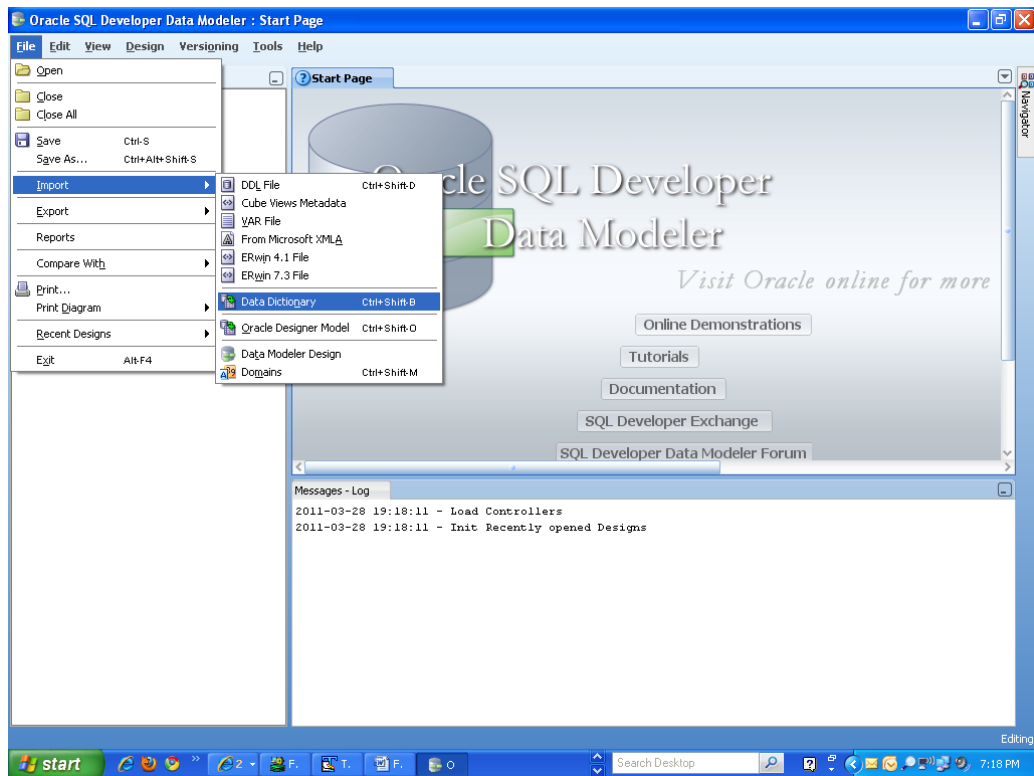 Oracle SQL Developer Data Modeler : Start Page
File Edit View Design Versioning Tools Help
Open
Close
Close All
Save Ctrl-S
Save As... Ctrl+Alt+Shift-S
Import
Export
Reports
Compare With
Print...
Print Diagram
Recent Designs
Exit Alt-F4
DDL File Ctrl+Shift-D
Cube Views Metadata
VAR File
From Microsoft XMLA
ERwin 4.1 File
ERwin 7.3 File
Data Dictionary Ctrl+Shift-B
Oracle Designer Model Ctrl+Shift-O
Data Modeler Design
Domains Ctrl+Shift-M
Start Page
Navigator
Oracle SQL Developer
Data Modeler
Visit Oracle online for more
Online Demonstrations
Tutorials
Documentation
SQL Developer Exchange
SQL Developer Data Modeler Forum
Messages - Log
2011-03-28 19:18:11 - Load Controllers
2011-03-28 19:18:11 - Init Recently opened Designs
Editing
start 2 F. T. F. O Search Desktop 7:18 PM